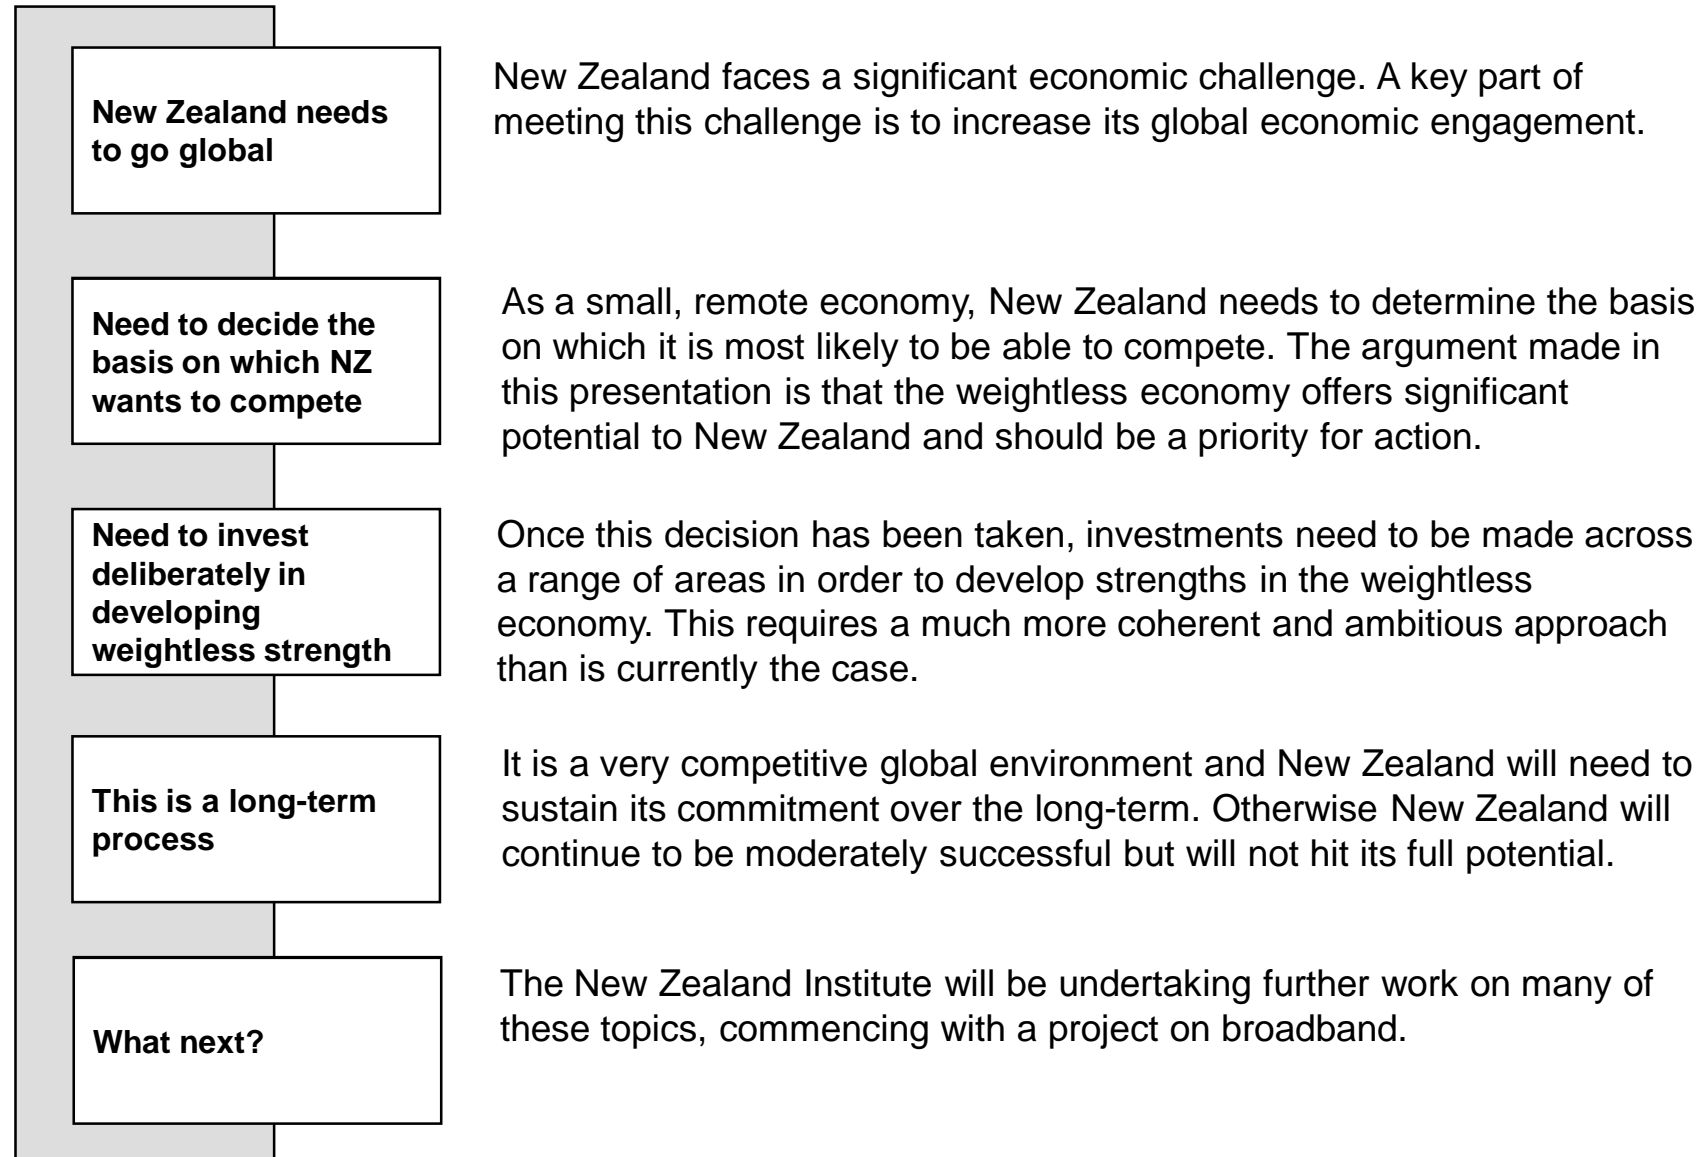 New Zealand needs
to go global
New Zealand faces a significant economic challenge. A key part of
meeting this challenge is to increase its global economic engagement.
Need to decide the
basis on which NZ
wants to compete
As a small, remote economy, New Zealand needs to determine the basis
on which it is most likely to be able to compete. The argument made in
this presentation is that the weightless economy offers significant
potential to New Zealand and should be a priority for action.
Need to invest
deliberately in
developing
weightless strength
Once this decision has been taken, investments need to be made across
a range of areas in order to develop strengths in the weightless
economy. This requires a much more coherent and ambitious approach
than is currently the case.
This is a long-term
process
It is a very competitive global environment and New Zealand will need to
sustain its commitment over the long-term. Otherwise New Zealand will
continue to be moderately successful but will not hit its full potential.
What next?
The New Zealand Institute will be undertaking further work on many of
these topics, commencing with a project on broadband.